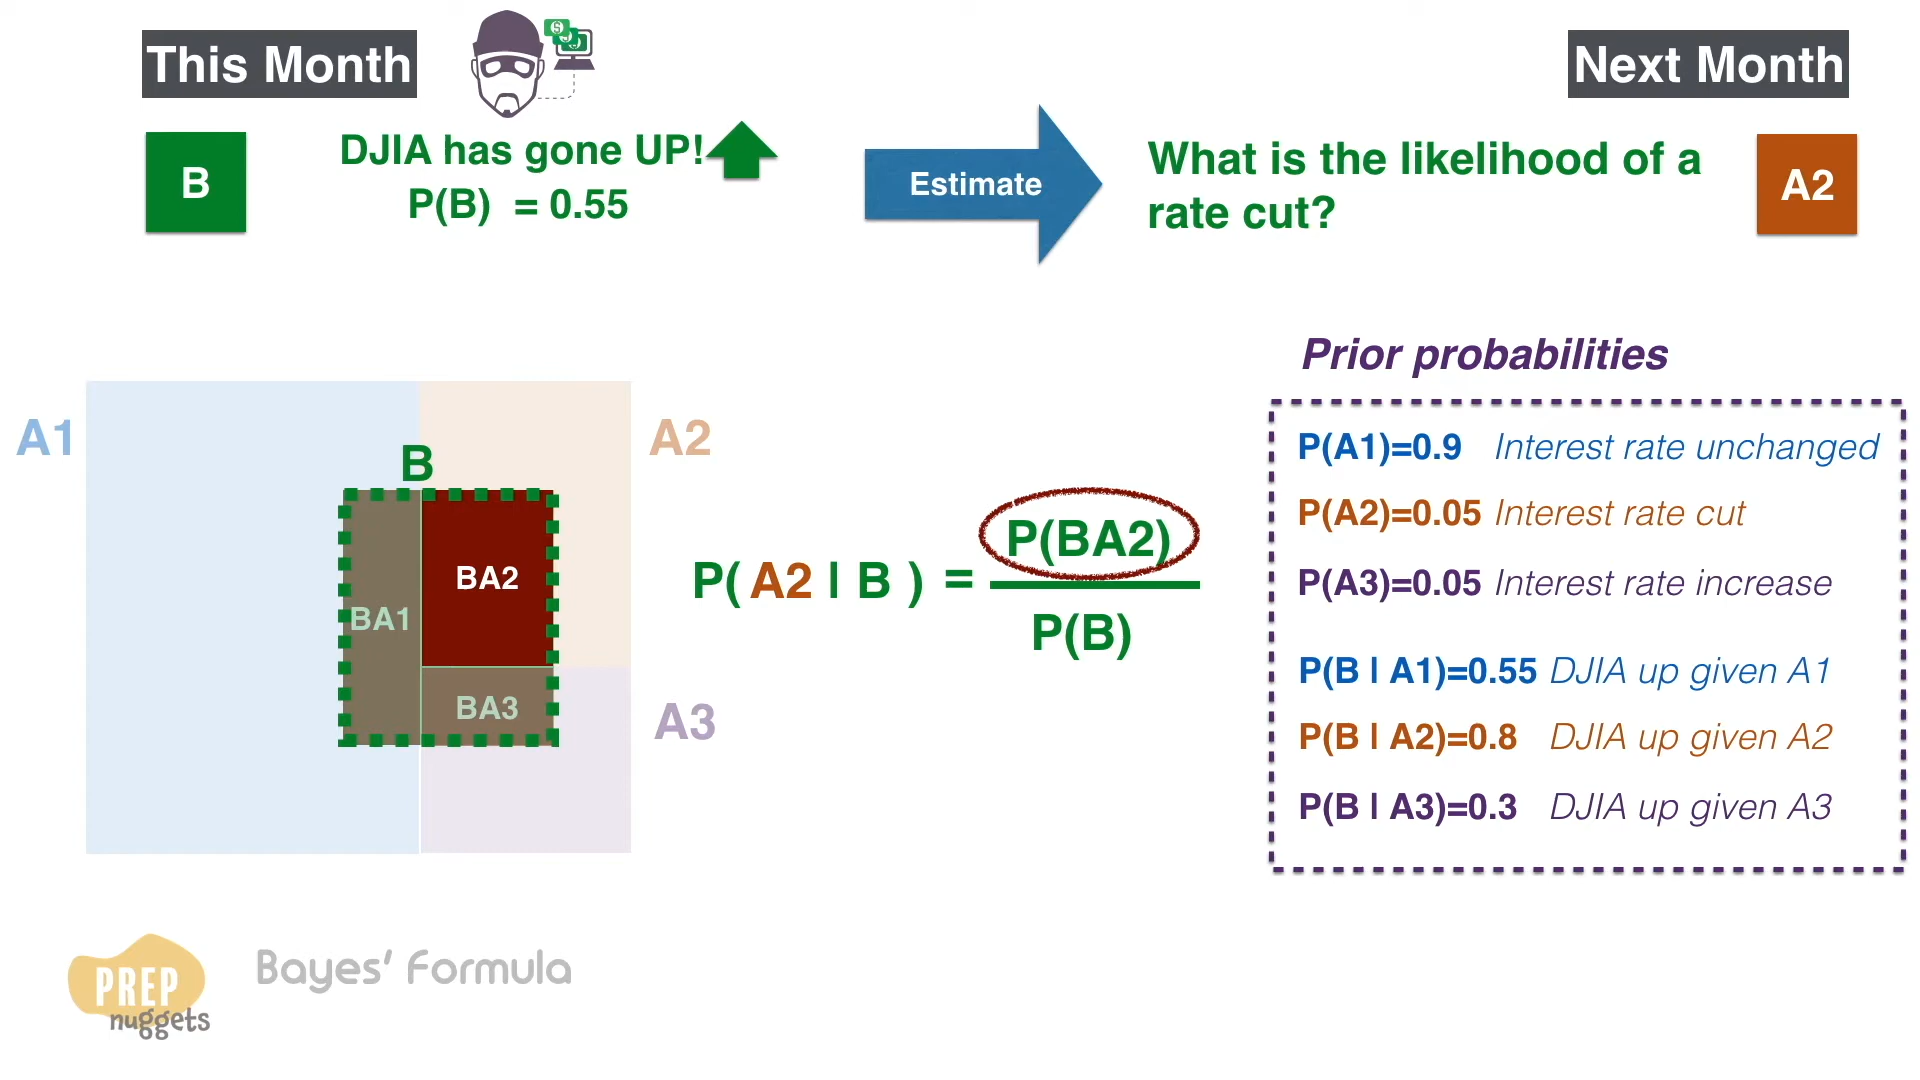 This Month
Next Month
B
DJIA has gone UP!
P(B) = 0.55
Estimate
What is the likelihood of a
rate cut?
A2
A1
A2
B
BA2
BA1
BA3
A3
P( A2 | B ) =
P(BA2)
P(B)
Prior probabilities
P(A1)=0.9 Interest rate unchanged
P(A2)=0.05 Interest rate cut
P(A3)=0.05 Interest rate increase
P(B | A1)=0.55 DJIA up given A1
P(B | A2)=0.8 DJIA up given A2
P(B | A3)=0.3 DJIA up given A3
PREP
nuggets
Bayes' Formula